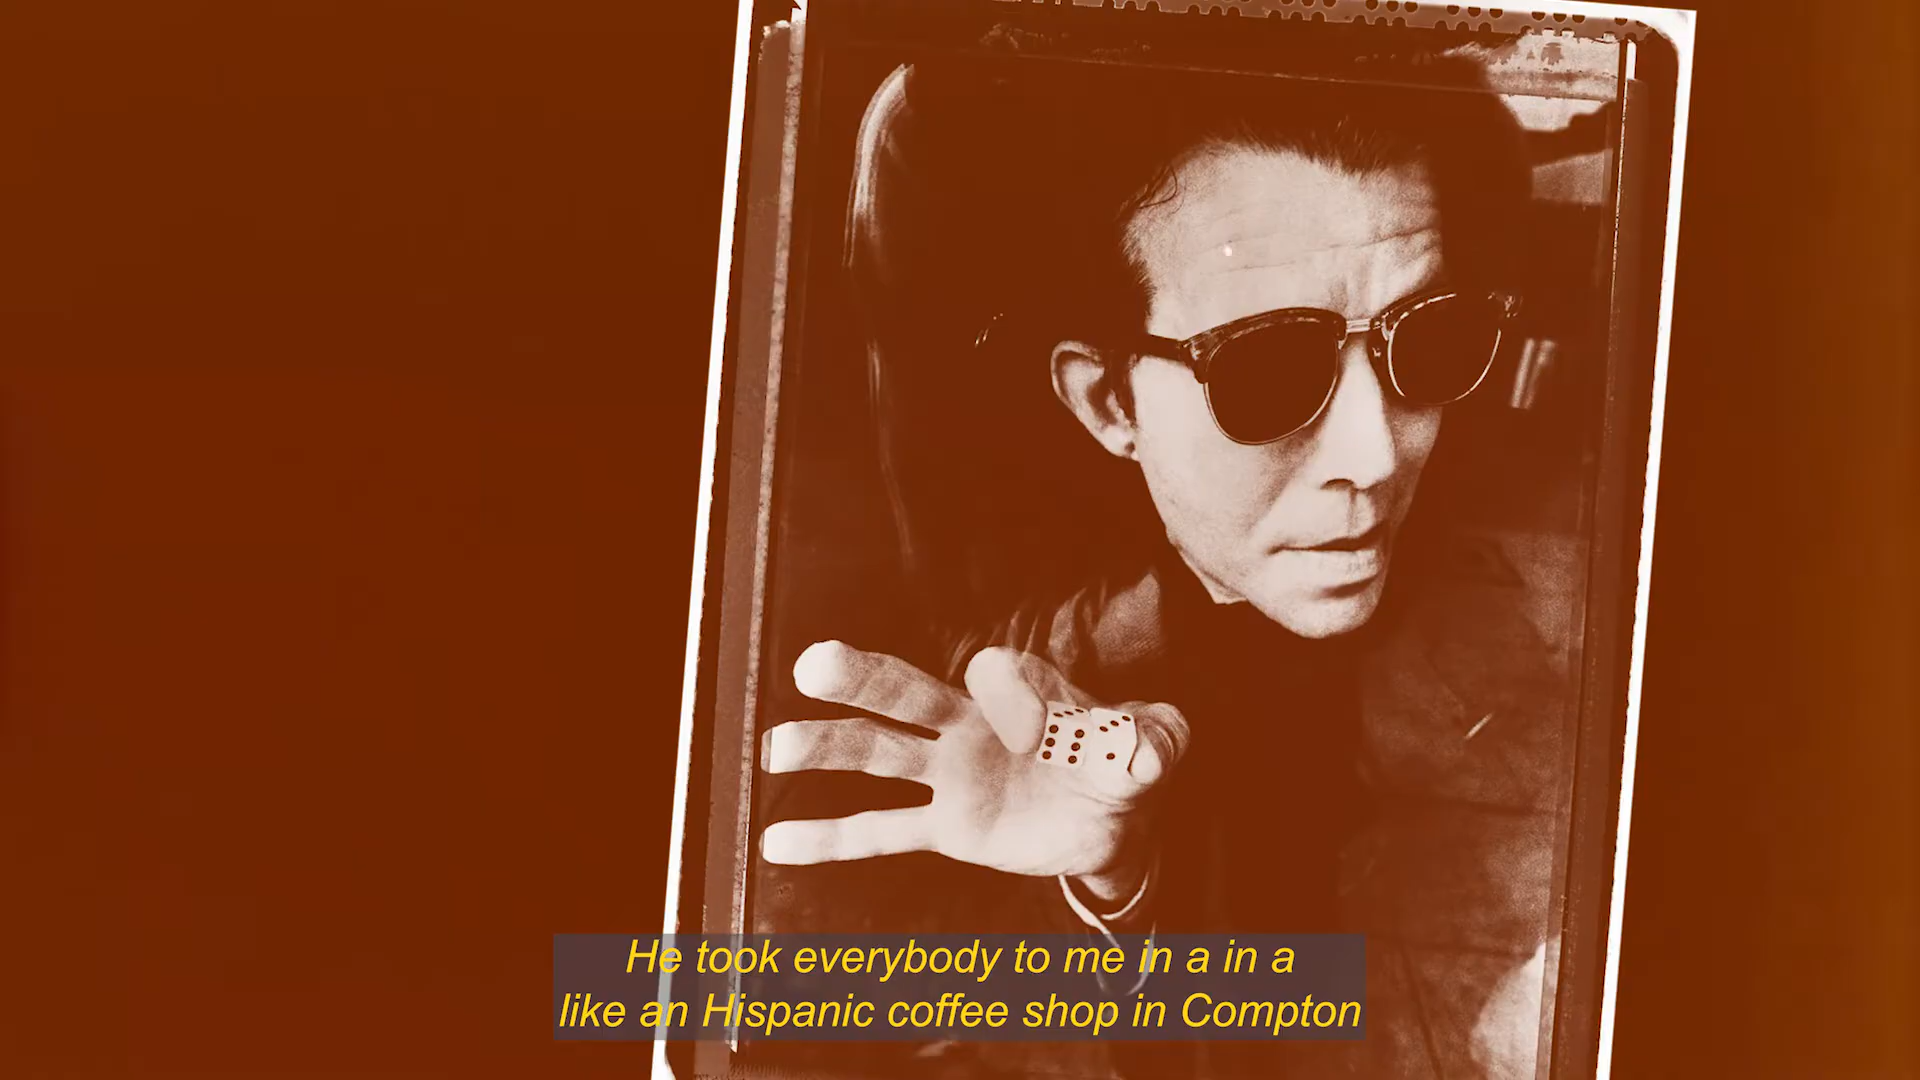 He took everybody to me in a in a
like an Hispanic coffee shop in Compton